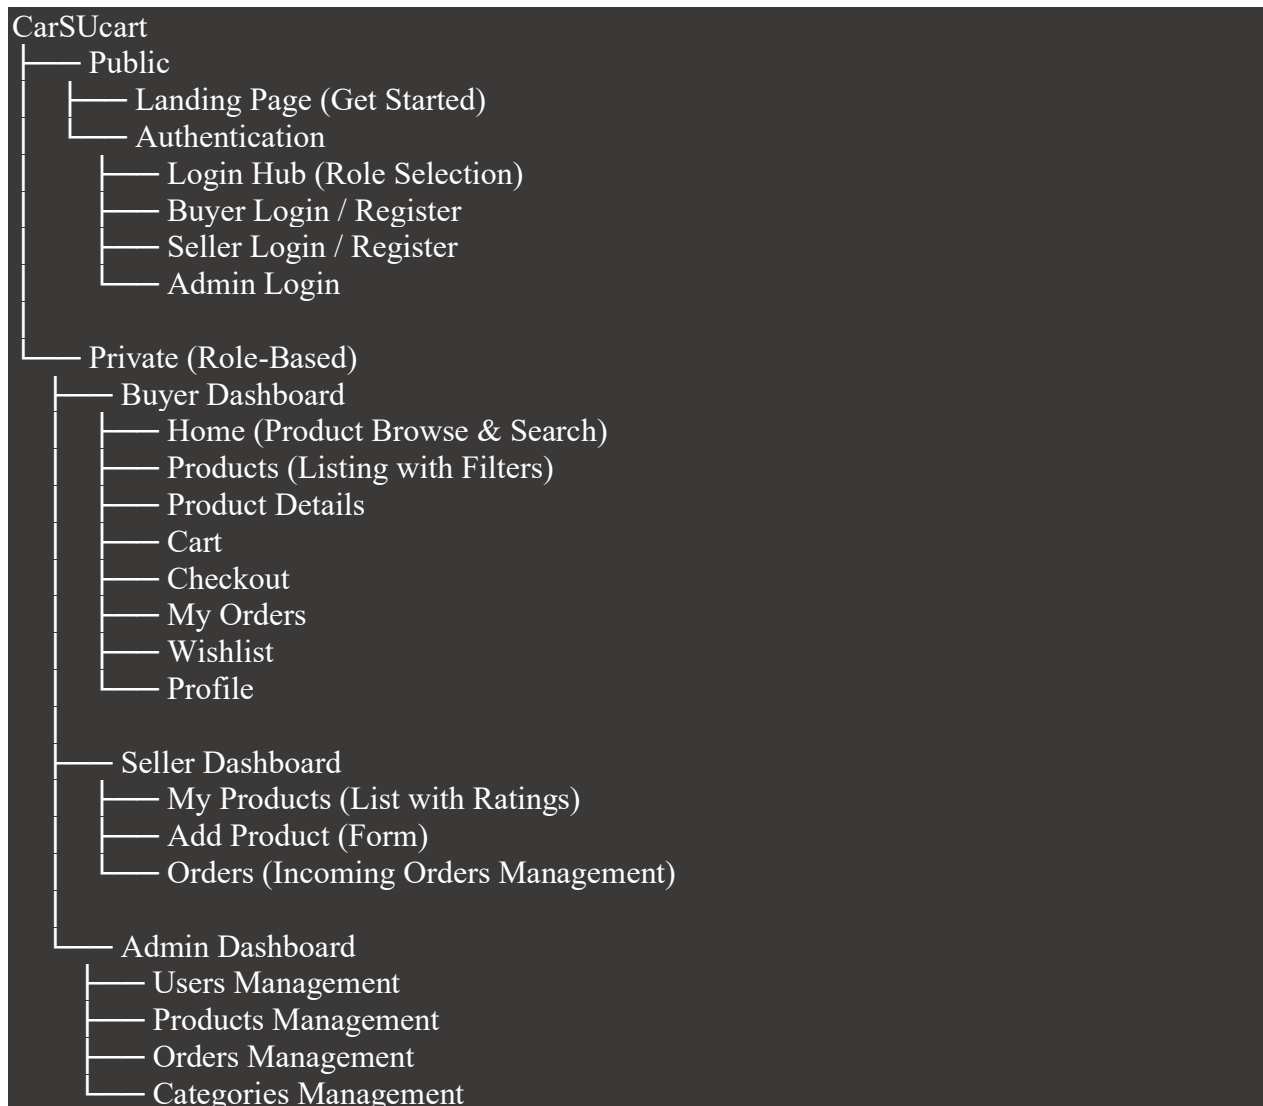 CarSUcart
├── Public
│   ├── Landing Page (Get Started)
│   └── Authentication
│       ├── Login Hub (Role Selection)
│       ├── Buyer Login / Register
│       ├── Seller Login / Register
│       └── Admin Login
│
└── Private (Role-Based)
    ├── Buyer Dashboard
    │   ├── Home (Product Browse & Search)
    │   ├── Products (Listing with Filters)
    │   ├── Product Details
    │   ├── Cart
    │   ├── Checkout
    │   ├── My Orders
    │   ├── Wishlist
    │   └── Profile
    │
    ├── Seller Dashboard
    │   ├── My Products (List with Ratings)
    │   ├── Add Product (Form)
    │   └── Orders (Incoming Orders Management)
    │
    └── Admin Dashboard
        ├── Users Management
        ├── Products Management
        ├── Orders Management
        └── Categories Management